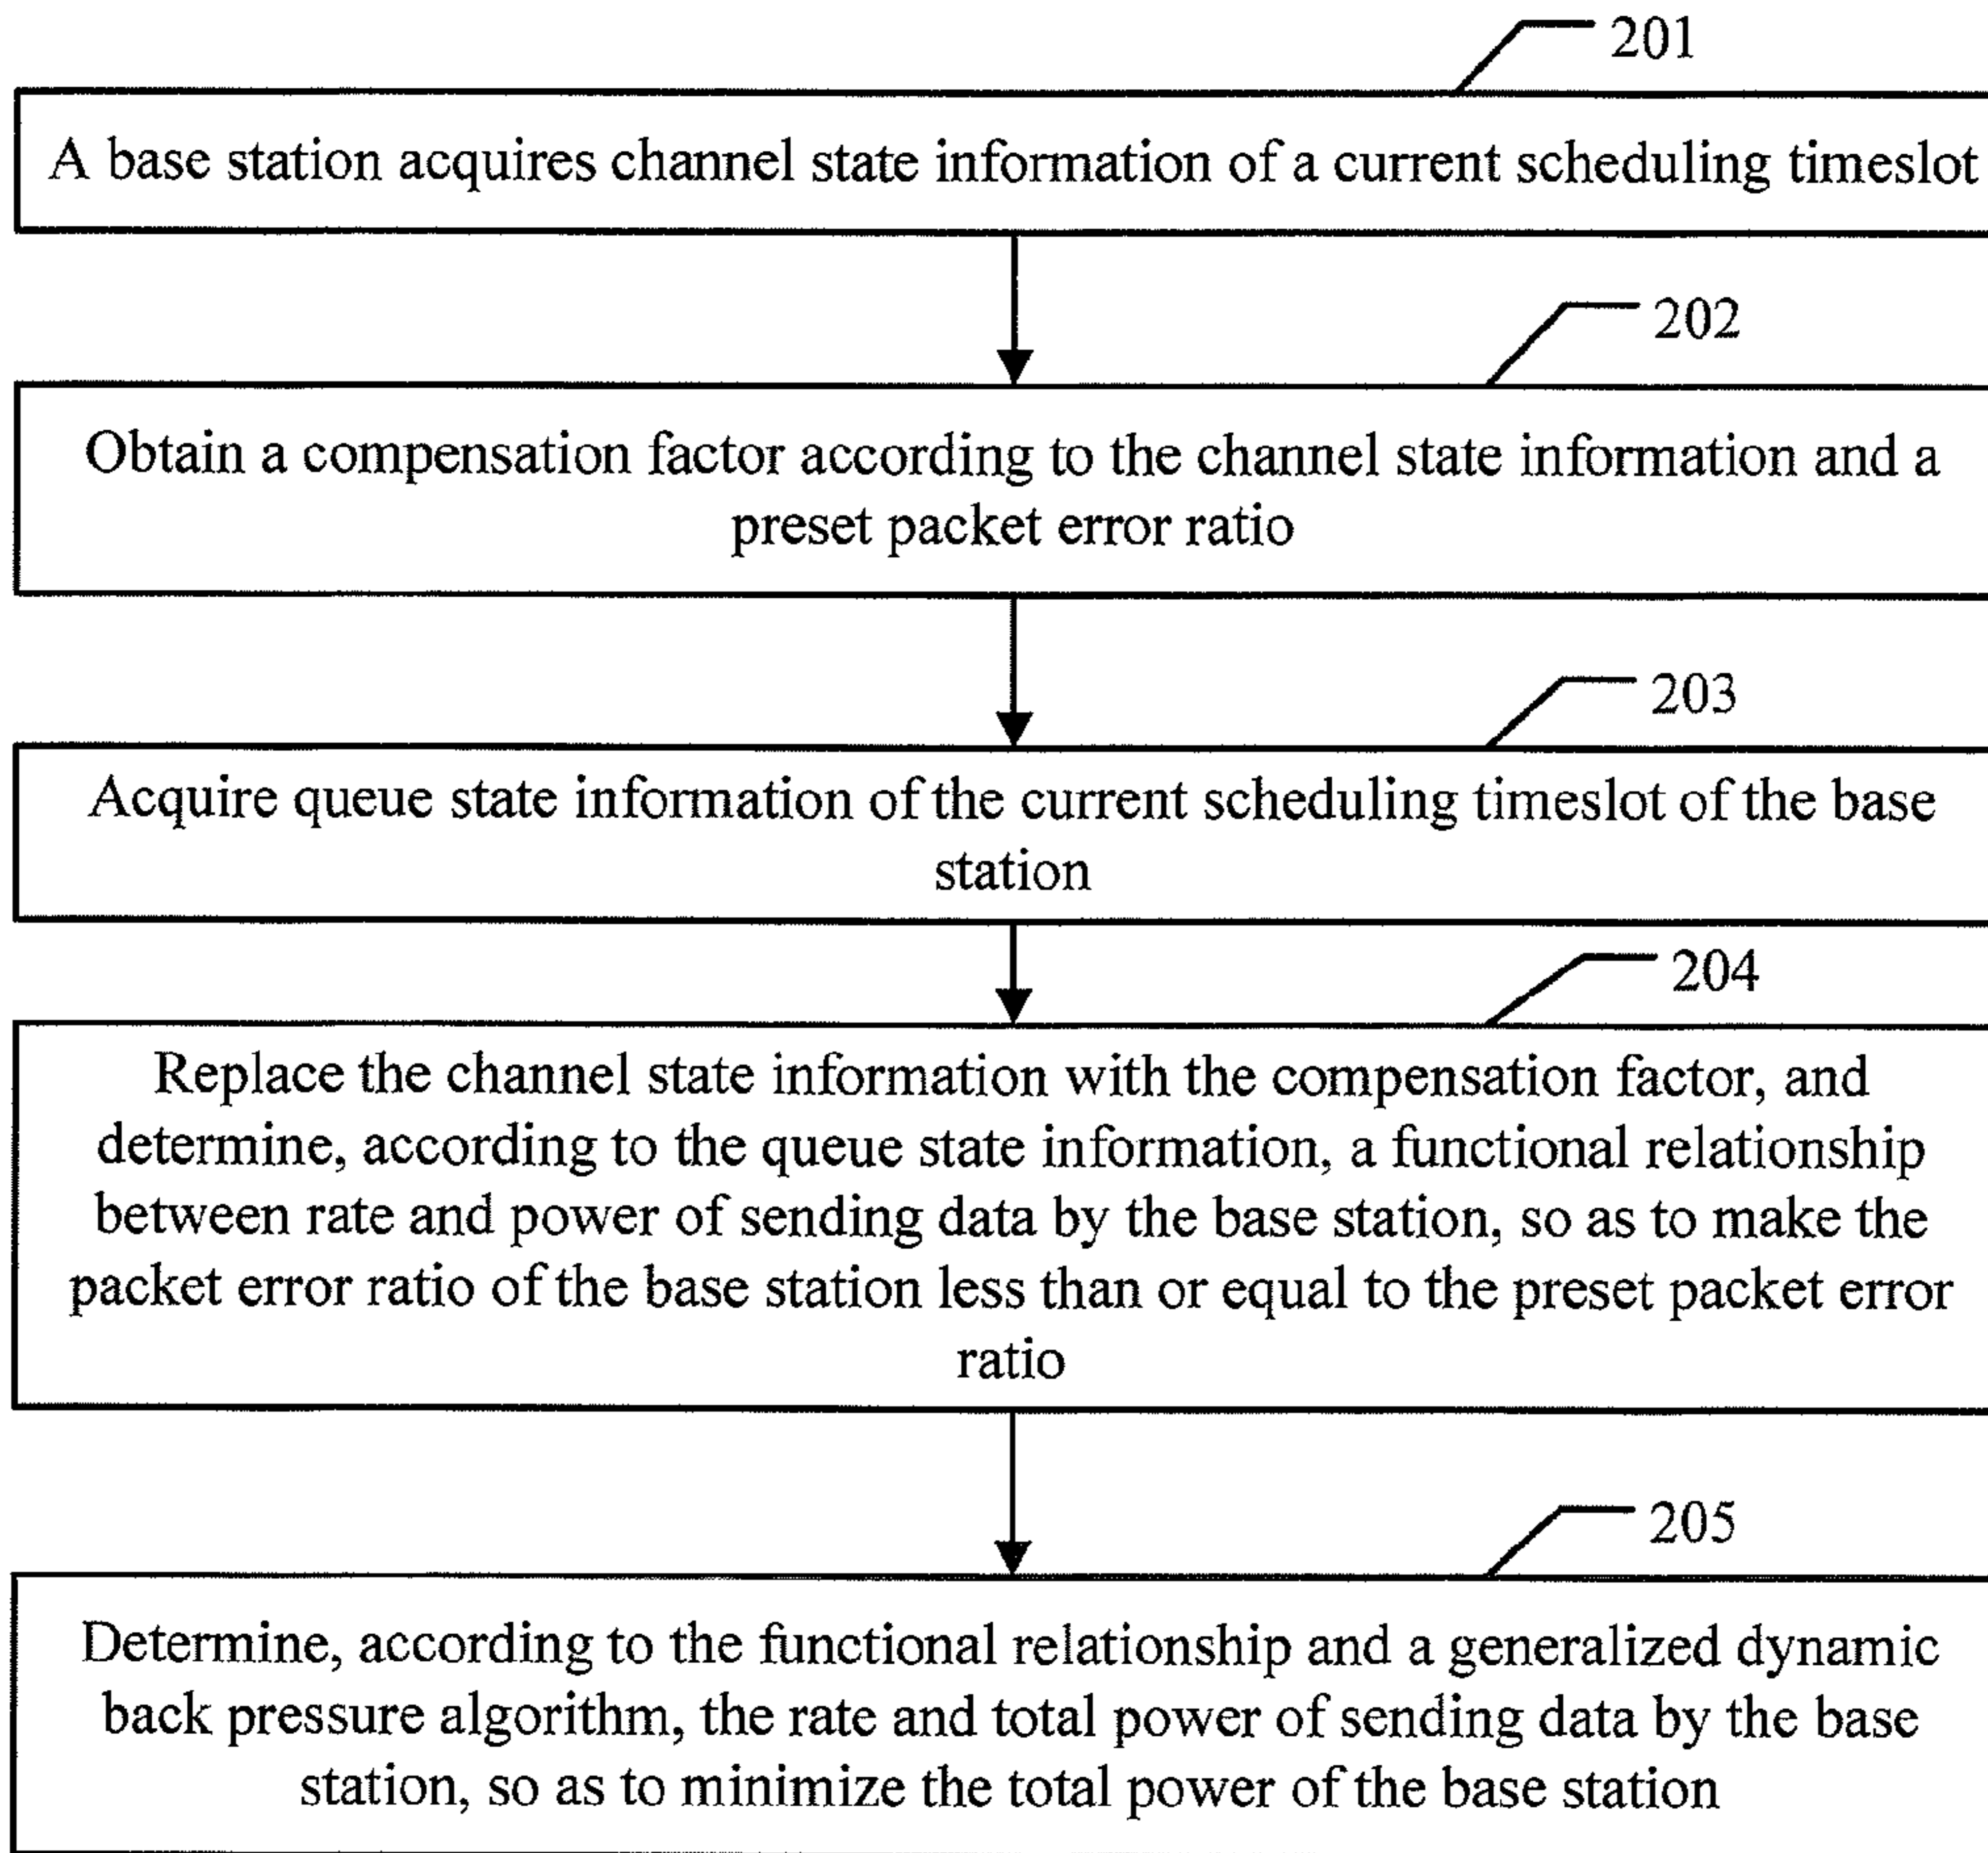 201
A base station acquires channel state information of a current scheduling timeslot
202
Obtain a compensation factor according to the channel state information and a
preset packet error ratio
203
Acquire queue state information of the current scheduling timeslot of the base
station
204
Replace the channel state information with the compensation factor, and
determine, according to the queue state information, a functional relationship
between rate and power of sending data by the base station, so as to make the
packet error ratio of the base station less than or equal to the preset packet error
ratio
205
Determine, according to the functional relationship and a generalized dynamic
back pressure algorithm, the rate and total power of sending data by the base
station, so as to minimize the total power of the base station